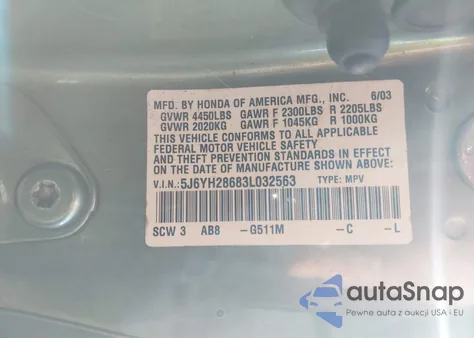 MFD. BY HONDA OF AMERICA MFG., INC. 6/03
GVWR 4450LBS GAWR F 2300LBS R 2205LBS
GVWR 2020KG GAWR F 1045KG R 1000KG
THIS VEHICLE CONFORMS TO ALL APPLICABLE
FEDERAL MOTOR VEHICLE SAFETY
AND THEFT PREVENTION STANDARDS IN EFFECT
ON THE DATE OF MANUFACTURE SHOWN ABOVE.
V.I.N.: 5J6YH28683L032563 TYPE: MPV
SCW 3 AB8 -G511M -C -L
autoSnap
Pewne auta z aukcji USA i EU